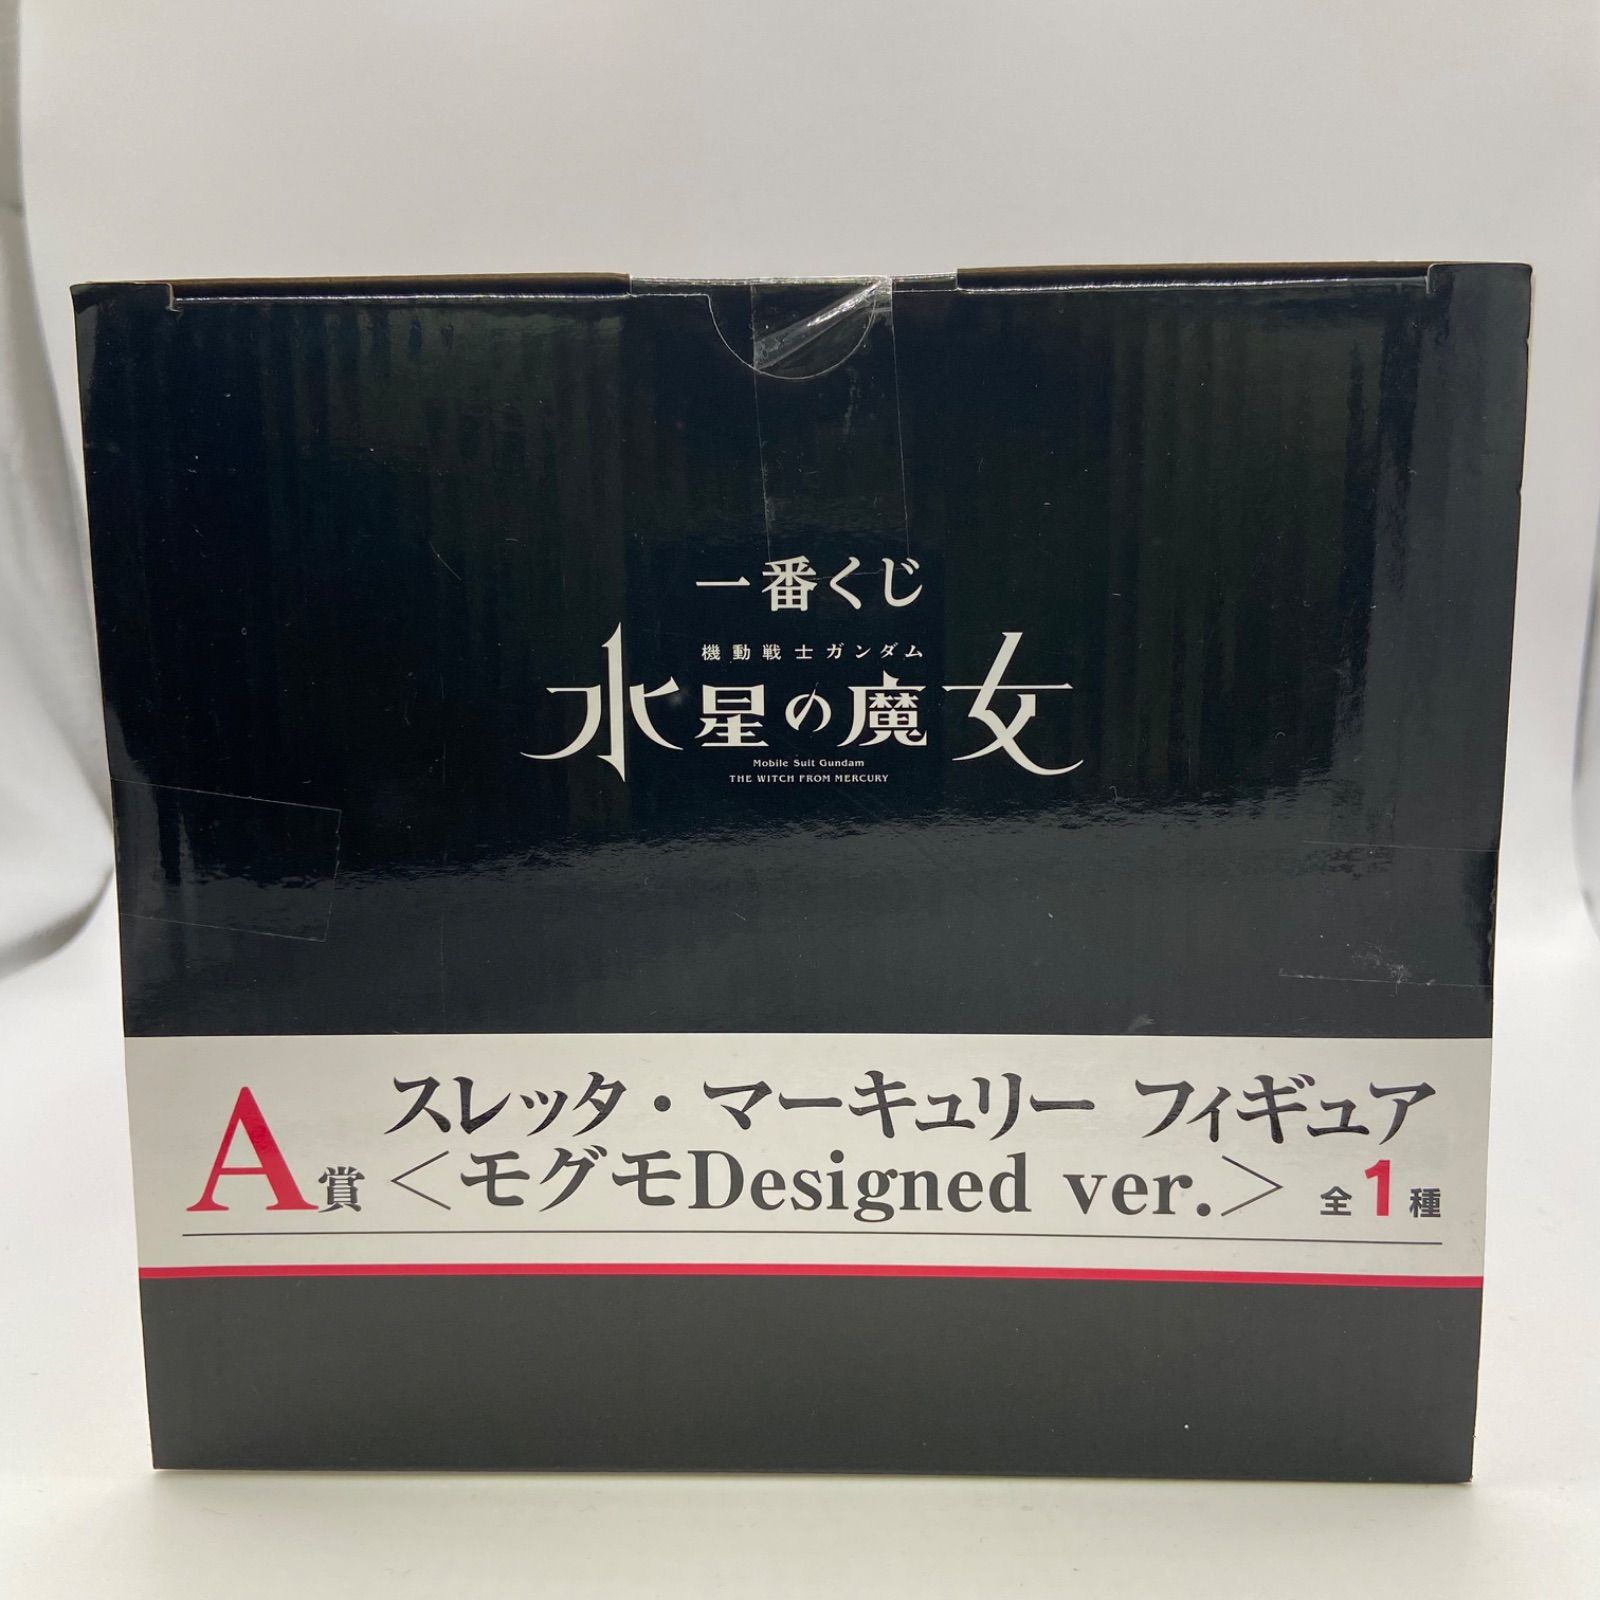 一番くじ
機動戦士ガンダム
水星の魔女
Mobile Suit Gundam
THE WITCH FROM MERCURY
A賞 スレッタ・マーキュリー フィギュア
<モグモDesigned ver.> 全1種